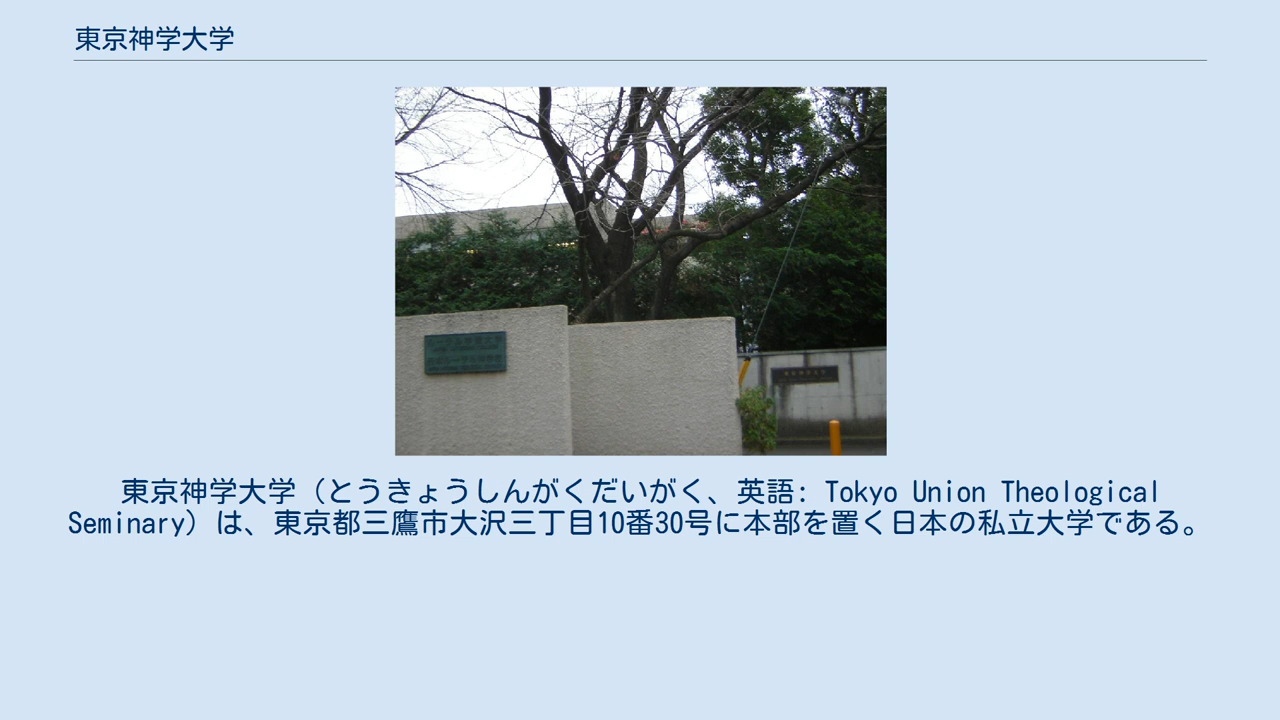 東京神学大学
東京神学大学（とうきょうしんがくだいがく、英語: Tokyo Union Theological
Seminary）は、東京都三鷹市大沢三丁目10番30号に本部を置く日本の私立大学である。